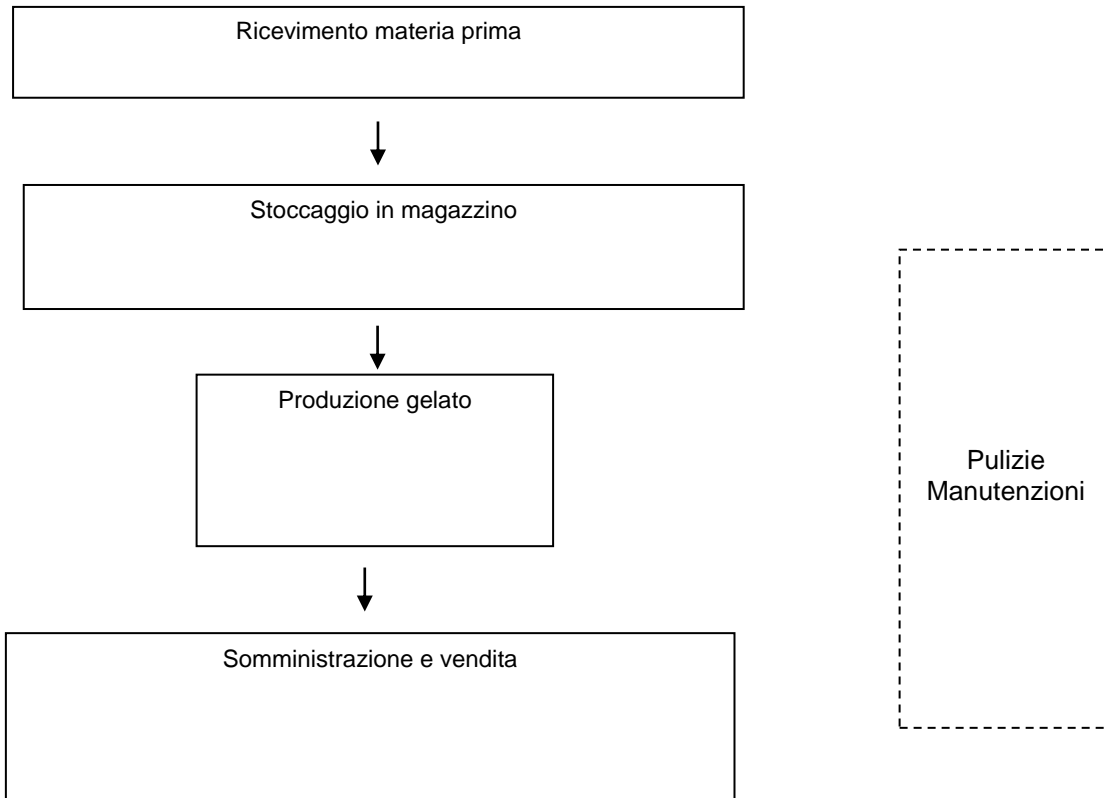 Ricevimento materia prima
Stoccaggio in magazzino
Produzione gelato
Pulizie
Manutenzioni
Somministrazione e vendita